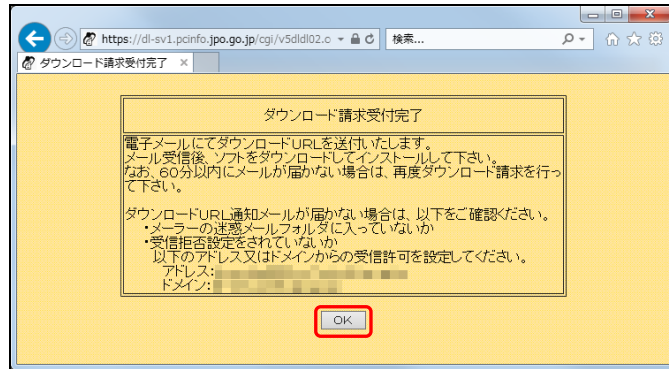 https://dl-sv1.pcinfo.jpo.go.jp/cgi/v5dldl02.c
検索...
ダウンロード請求受付完了
ダウンロード請求受付完了
電子メールにてダウンロードURLを送付いたします。
メール受信後、ソフトをダウンロードしてインストールして下さい。
なお、60分以内にメールが届かない場合は、再度ダウンロード請求を行っ
て下さい。
ダウンロードURL通知メールが届かない場合は、以下をご確認ください。
・メーラーの迷惑メールフォルダに入っていないか
・受信拒否設定をされていないか
以下のアドレス又はドメインからの受信許可を設定してください。
アドレス:
ドメイン:
OK